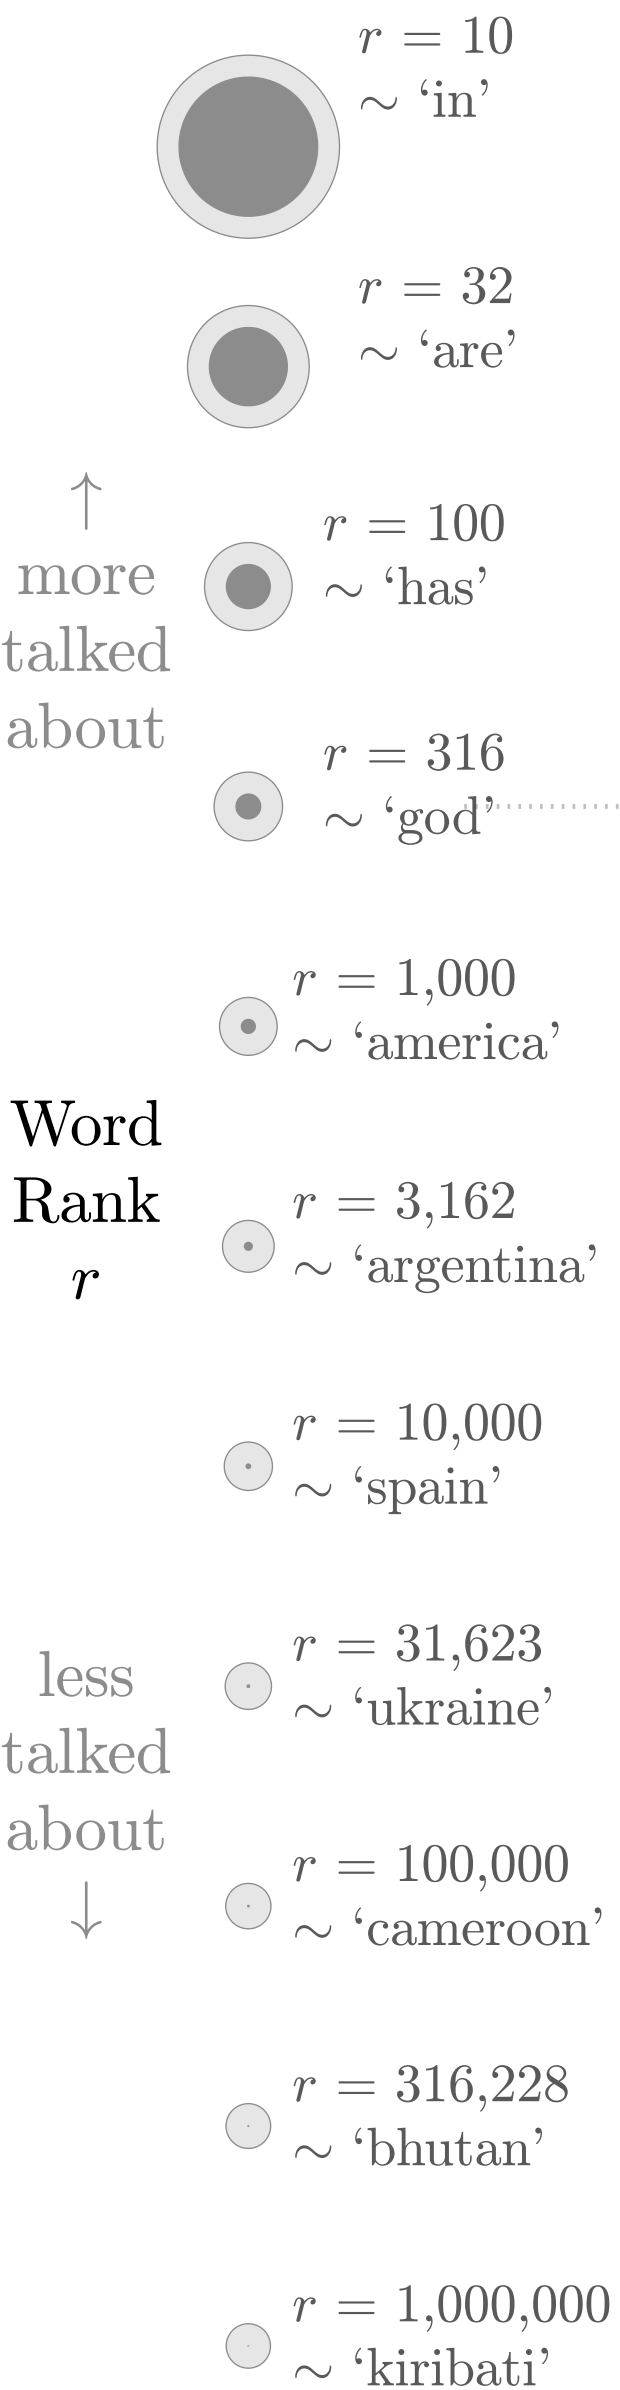 r = 10
∼ ‘in’
r = 32
∼ ‘are’
↑
more
talked
about
r = 100
∼ ‘has’
r = 316
∼ ‘god’
r = 1,000
∼ ‘america’
Word
Rank
r
r = 3,162
∼ ‘argentina’
r = 10,000
∼ ‘spain’
r = 31,623
∼ ‘ukraine’
less
talked
about
↓
r = 100,000
∼ ‘cameroon’
r = 316,228
∼ ‘bhutan’
r = 1,000,000
∼ ‘kiribati’